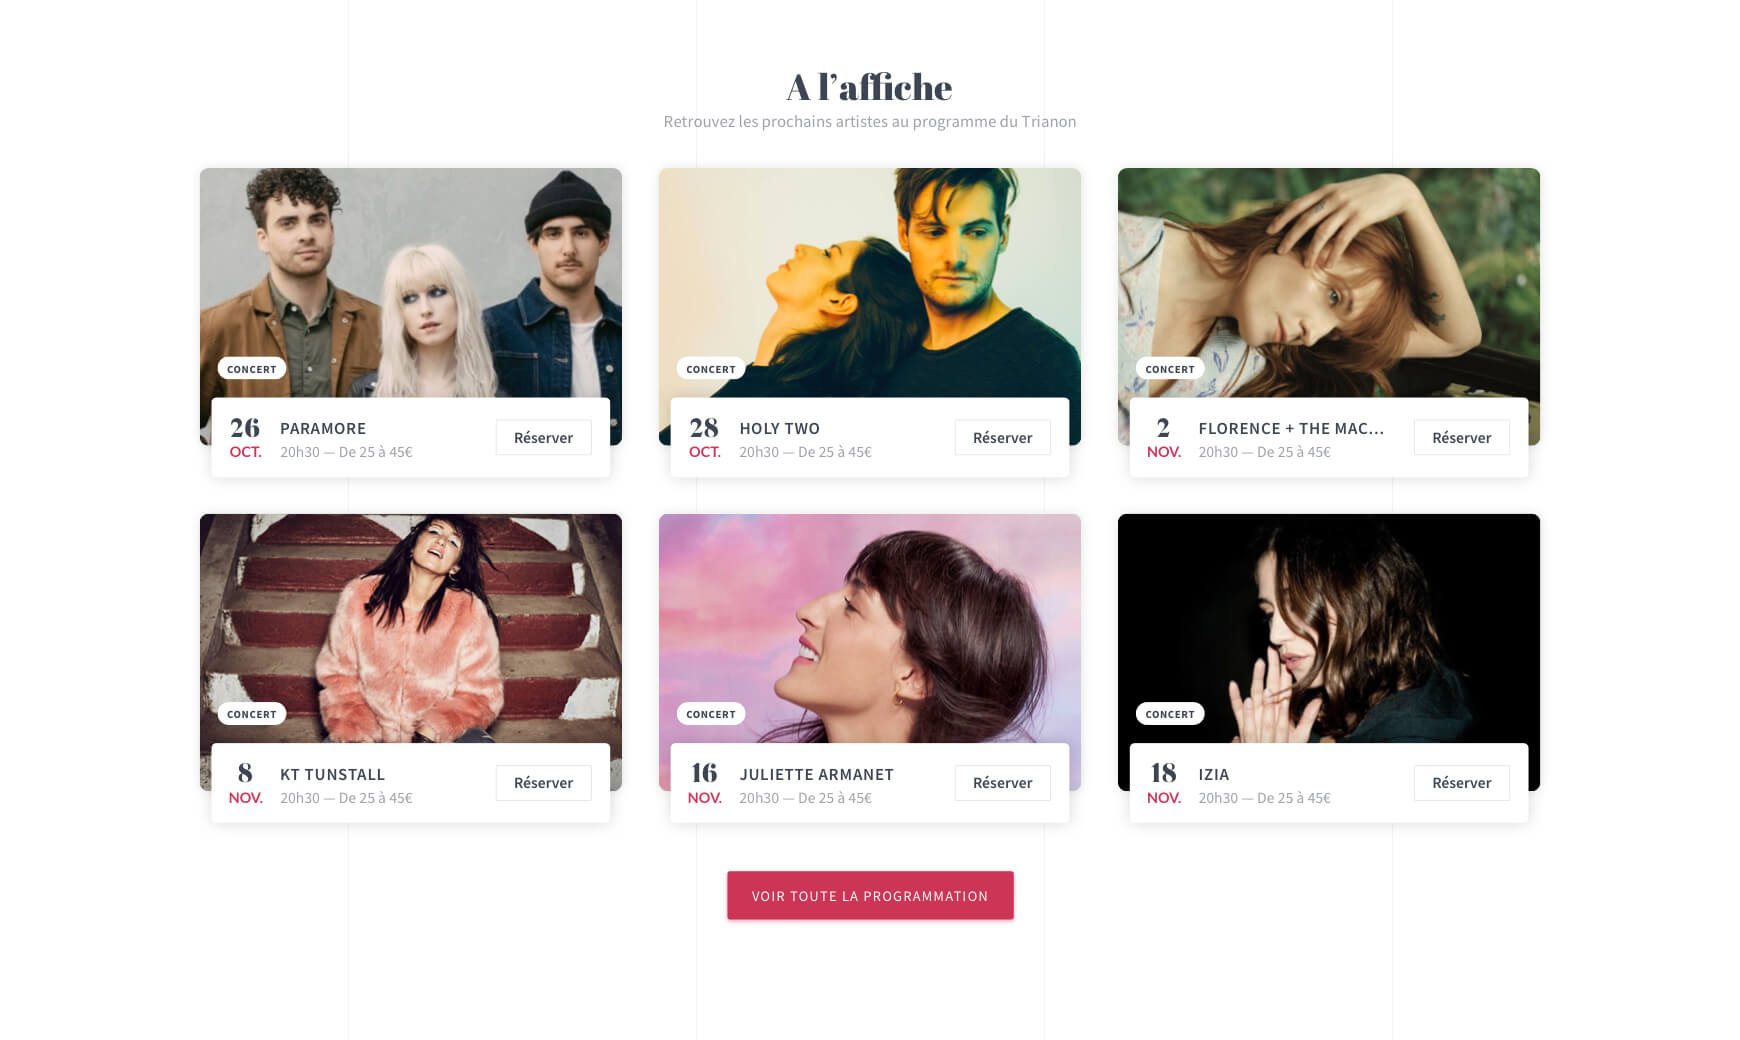 A l’affiche
Retrouvez les prochains artistes au programme du Trianon
CONCERT
26 OCT.
PARAMORE
20h30 — De 25 à 45€
Réserver
CONCERT
28 OCT.
HOLY TWO
20h30 — De 25 à 45€
Réserver
CONCERT
2 NOV.
FLORENCE + THE MAC...
20h30 — De 25 à 45€
Réserver
CONCERT
8 NOV.
KT TUNSTALL
20h30 — De 25 à 45€
Réserver
CONCERT
16 NOV.
JULIETTE ARMANET
20h30 — De 25 à 45€
Réserver
CONCERT
18 NOV.
IZIA
20h30 — De 25 à 45€
Réserver
VOIR TOUTE LA PROGRAMMATION